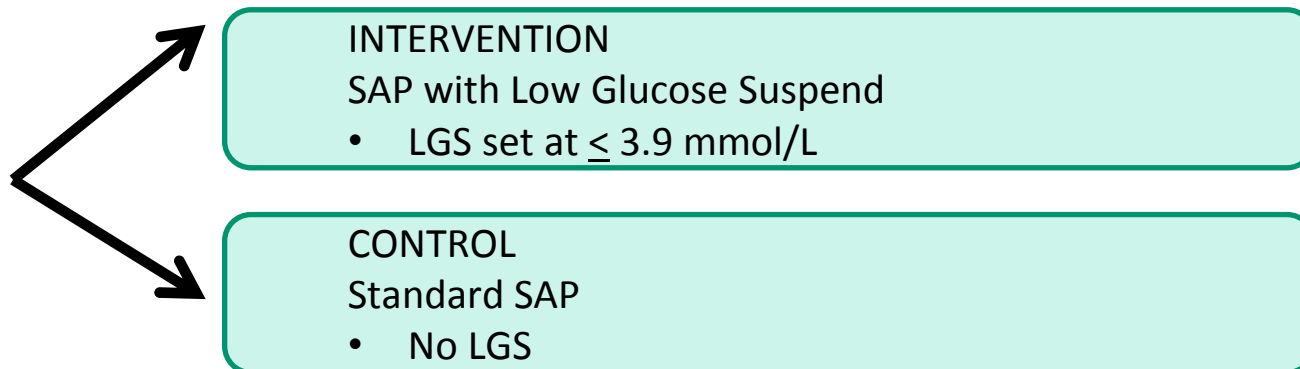 INTERVENTION
SAP with Low Glucose Suspend
• LGS set at ≤ 3.9 mmol/L
CONTROL
Standard SAP
• No LGS